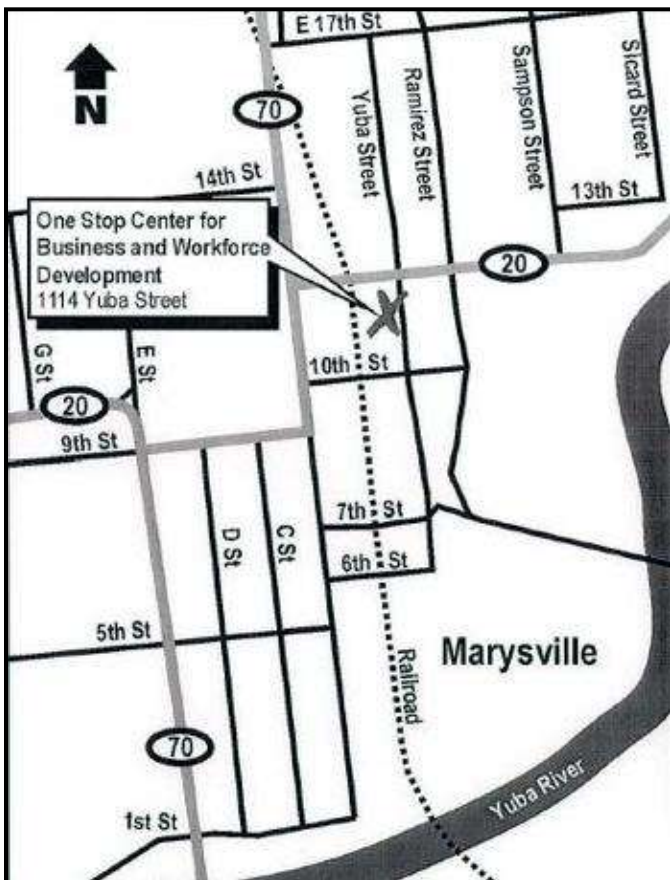 E 17th St
N
70
Yuba Street
Ramirez Street
Sampson Street
Sicard Street
14th St
13th St
One Stop Center for
Business and Workforce
Development
1114 Yuba Street
20
G St
E St
10th St
20
9th St
D St
C St
7th St
6th St
5th St
Marysville
Railroad
70
Yuba River
1st St